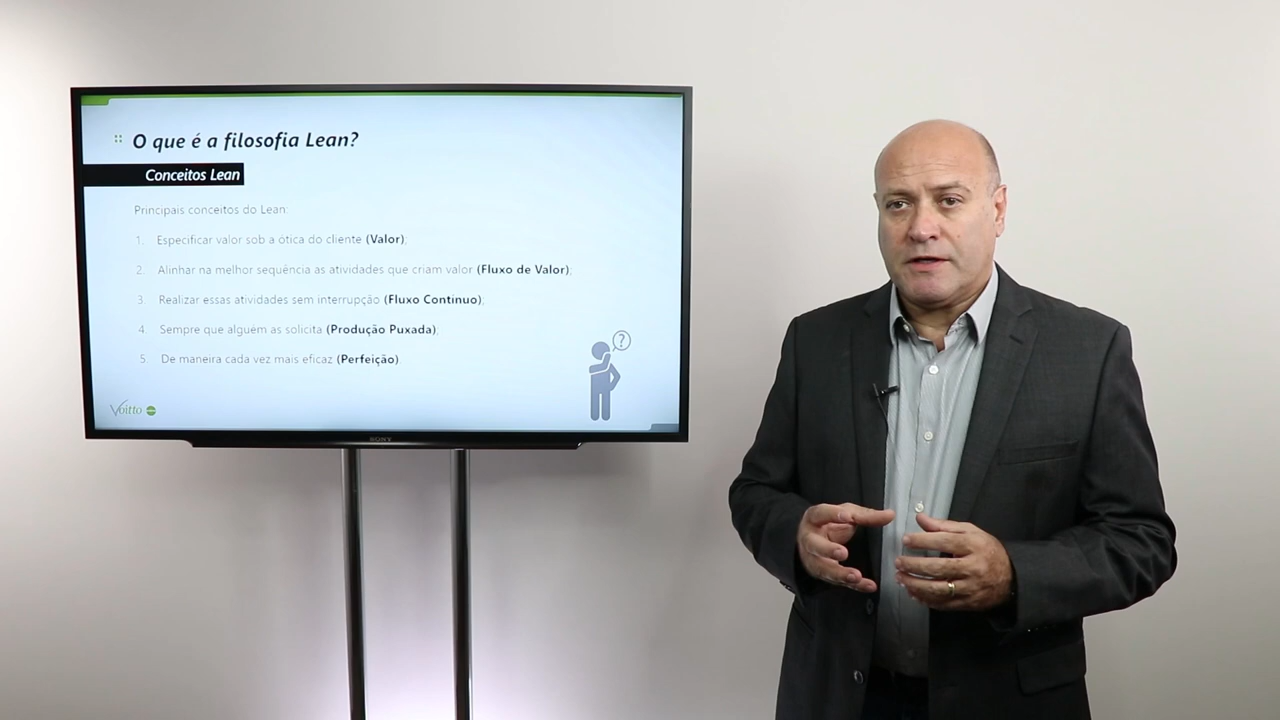 O que é a filosofia Lean?
Conceitos Lean
Principais conceitos do Lean:
1. Especificar valor sob a ótica do cliente (Valor);
2. Alinhar na melhor sequência as atividades que criam valor (Fluxo de Valor);
3. Realizar essas atividades sem interrupção (Fluxo Contínuo);
4. Sempre que alguém as solicita (Produção Puxada);
5. De maneira cada vez mais eficaz (Perfeição).
?
Voitto
SONY